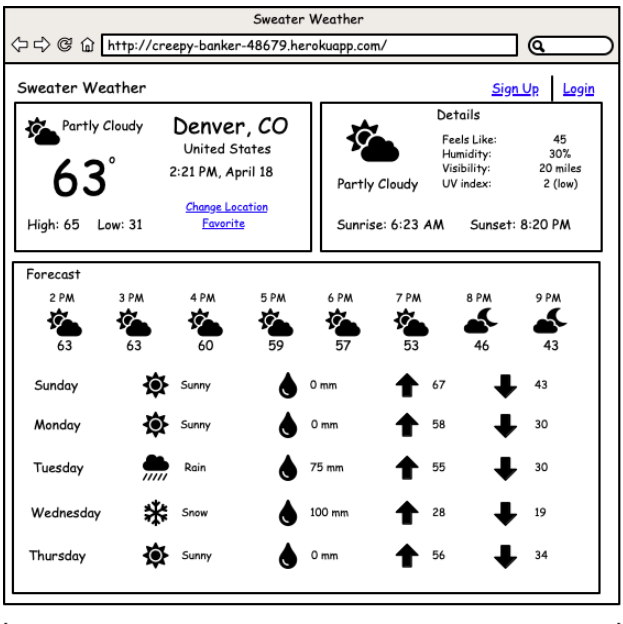 Sweater Weather
http://creepy-banker-48679.herokuapp.com/
Sweater Weather
Sign Up
Login
Partly Cloudy
63°
High: 65 Low: 31
Denver, CO
United States
2:21 PM, April 18
Change Location
Favorite
Details
Partly Cloudy
Feels Like: 45
Humidity: 30%
Visibility: 20 miles
UV index: 2 (low)
Sunrise: 6:23 AM Sunset: 8:20 PM
Forecast
2 PM 3 PM 4 PM 5 PM 6 PM 7 PM 8 PM 9 PM
63 63 60 59 57 53 46 43
Sunday Sunny 0 mm 67 43
Monday Sunny 0 mm 58 30
Tuesday Rain 75 mm 55 30
Wednesday Snow 100 mm 28 19
Thursday Sunny 0 mm 56 34